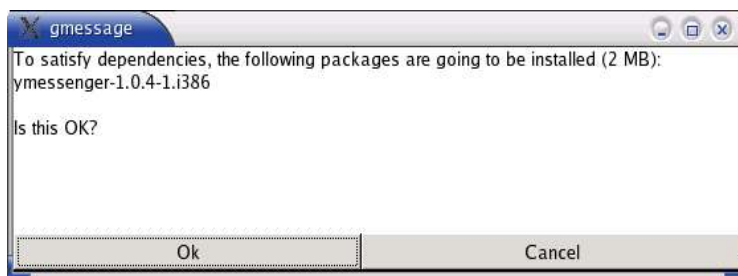 gmessage
To satisfy dependencies, the following packages are going to be installed (2 MB):
ymessenger-1.0.4-1.i386
Is this OK?
Ok
Cancel